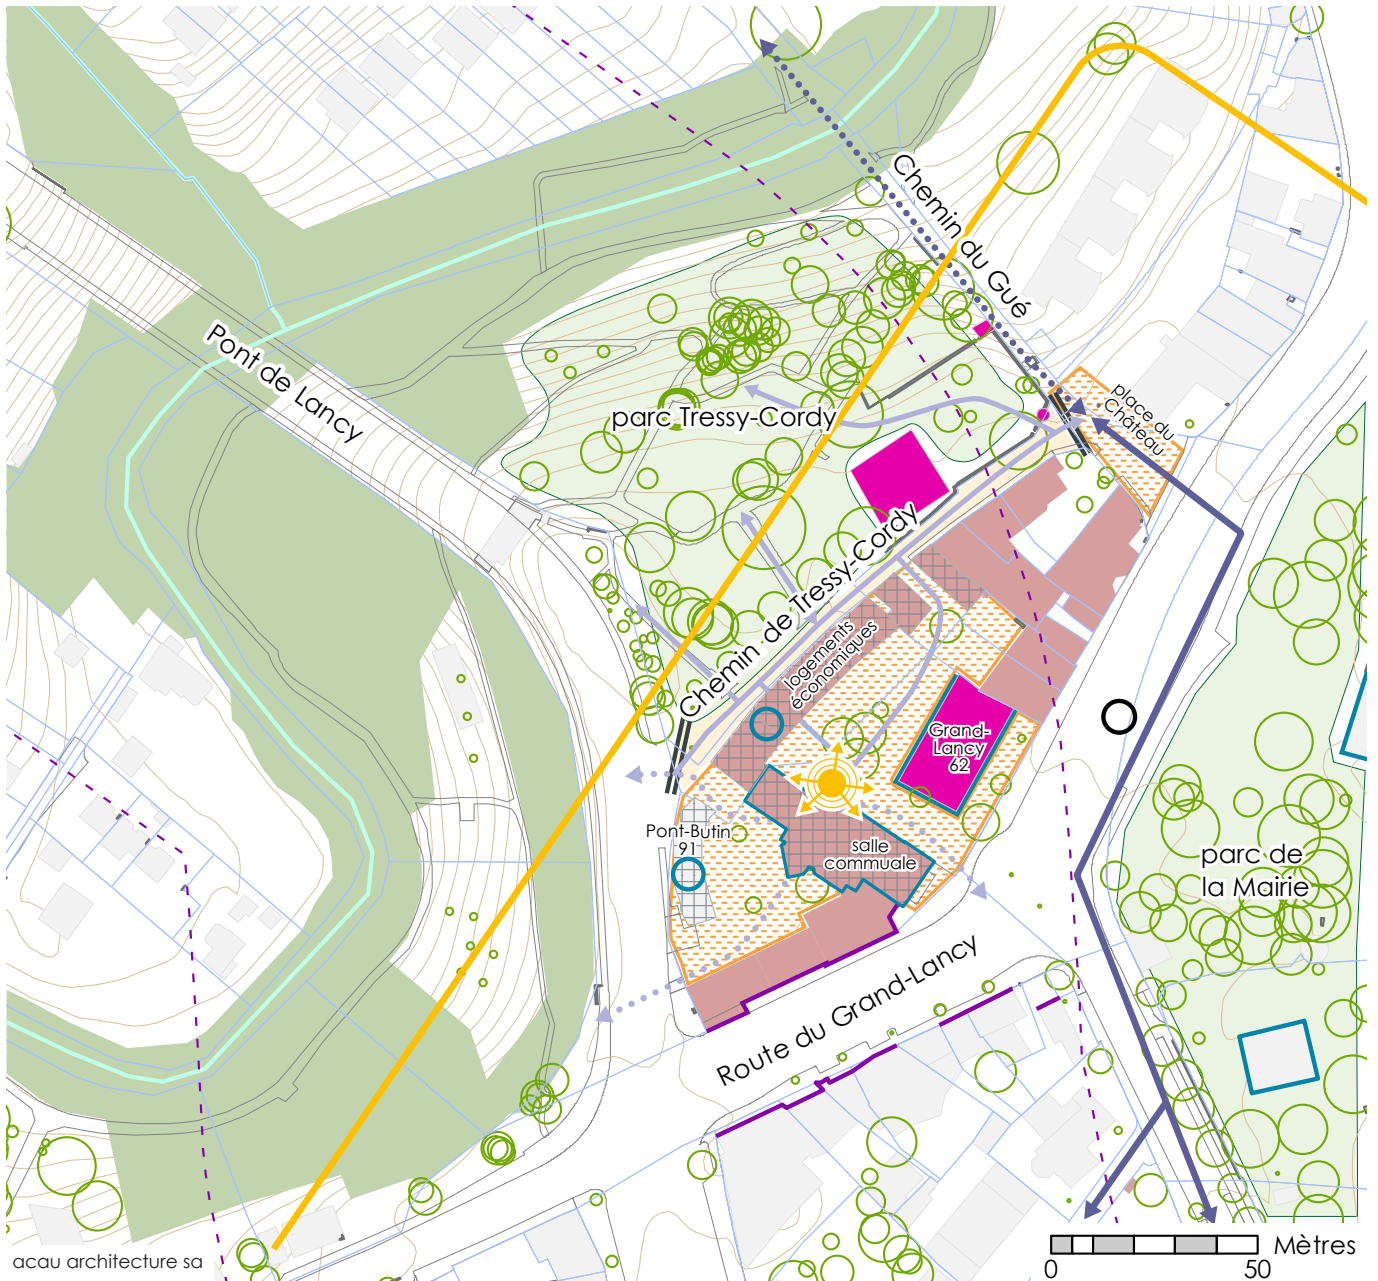 Chemin du Gué
Pont de Lancy
place du
Château
parc Tressy-Cordy
Chemin de Tressy-Cordy
logements
économiques
Grand-
Lancy
62
Pont-Butin
91
salle
commuale
parc de
la Mairie
Route du Grand-Lancy
acau architecture sa
Mètres
0 50